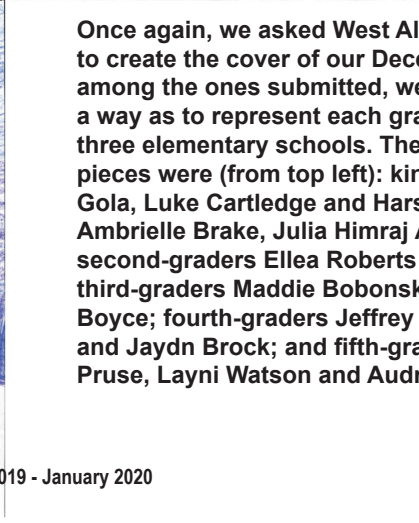 Once again, we asked West Al
to create the cover of our Dece
among the ones submitted, we
a way as to represent each gra
three elementary schools. The
pieces were (from top left): kin
Gola, Luke Cartledge and Hars
Ambrielle Brake, Julia Himraj A
second-graders Ellea Roberts
third-graders Maddie Bobonsk
Boyce; fourth-graders Jeffrey
and Jaydn Brock; and fifth-gra
Pruse, Layni Watson and Audr
019 - January 2020